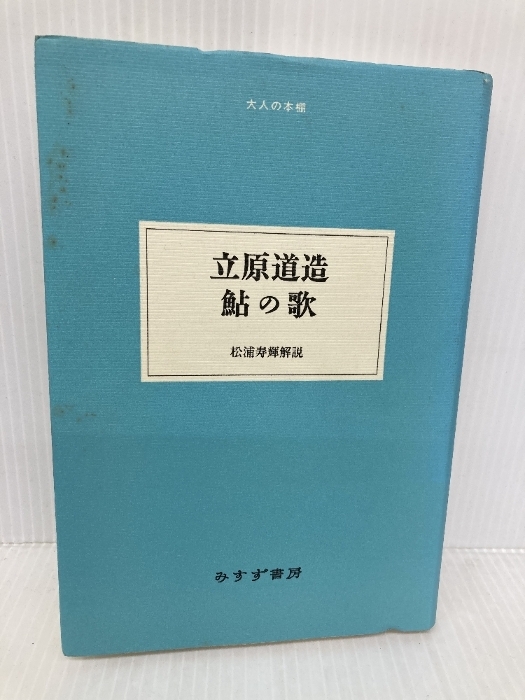 大人の本棚
立原道造
鮎の歌
松浦寿輝解説
みすず書房